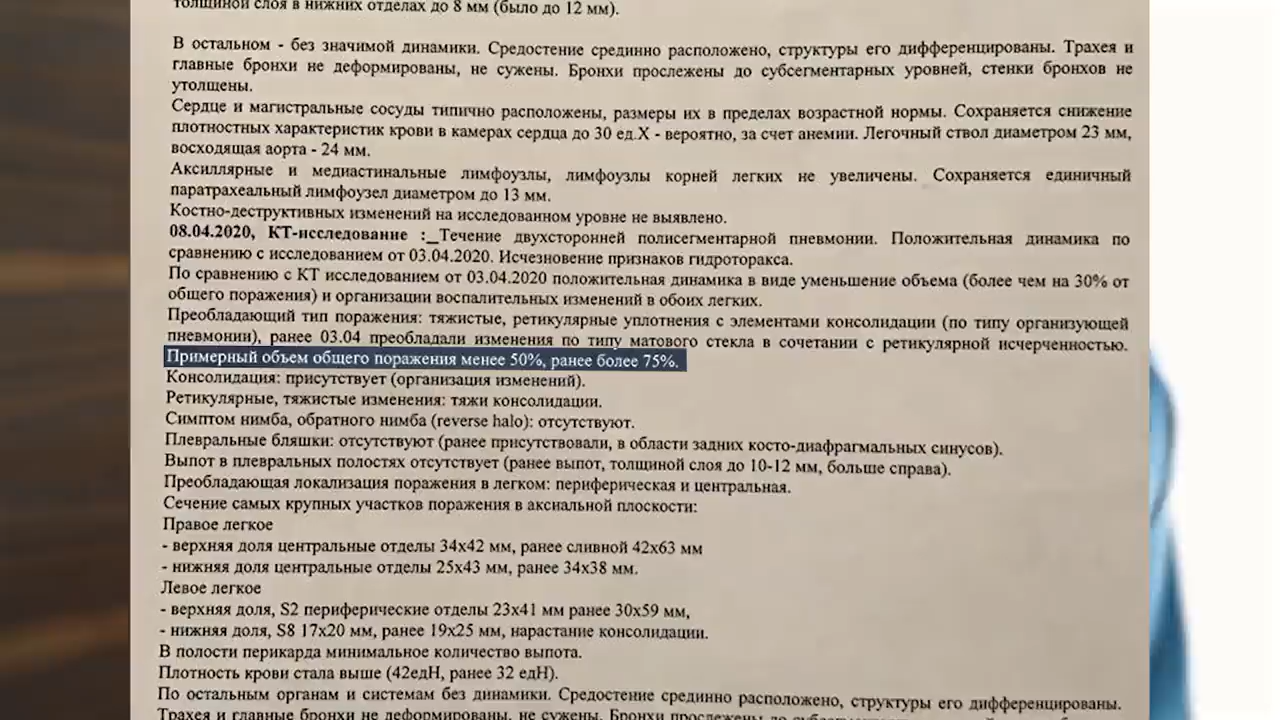 толщиной слоя в нижних отделах до 8 мм (было до 12 мм).
В остальном - без значимой динамики. Средостение срединно расположено, структуры его дифференцированы. Трахея и
главные бронхи не деформированы, не сужены. Бронхи прослежены до субсегментарных уровней, стенки бронхов не
утолщены.
Сердце и магистральные сосуды типично расположены, размеры их в пределах возрастной нормы. Сохраняется снижение
плотностных характеристик крови в камерах сердца до 30 ед.Х - вероятно, за счет анемии. Легочный ствол диаметром 23 мм,
восходящая аорта - 24 мм.
Аксиллярные и медиастинальные лимфоузлы, лимфоузлы корней легких не увеличены. Сохраняется единичный
паратрахеальный лимфоузел диаметром до 13 мм.
Костно-деструктивных изменений на исследованном уровне не выявлено.
08.04.2020, КТ-исследование :_Течение двухсторонней полисегментарной пневмонии. Положительная динамика по
сравнению с исследованием от 03.04.2020. Исчезновение признаков гидроторакса.
По сравнению с КТ исследованием от 03.04.2020 положительная динамика в виде уменьшение объема (более чем на 30% от
общего поражения) и организации воспалительных изменений в обоих легких.
Преобладающий тип поражения: тяжистые, ретикулярные уплотнения с элементами консолидации (по типу организующей
пневмонии), ранее 03.04 преобладали изменения по типу матового стекла в сочетании с ретикулярной исчерченностью.
Примерный объем общего поражения менее 50%, ранее более 75%.
Консолидация: присутствует (организация изменений).
Ретикулярные, тяжистые изменения: тяжи консолидации.
Симптом нимба, обратного нимба (reverse halo): отсутствуют.
Плевральные бляшки: отсутствуют (ранее присутствовали, в области задних косто-диафрагмальных синусов).
Выпот в плевральных полостях отсутствует (ранее выпот, толщиной слоя до 10-12 мм, больше справа).
Преобладающая локализация поражения в легком: периферическая и центральная.
Сечение самых крупных участков поражения в аксиальной плоскости:
Правое легкое
- верхняя доля центральные отделы 34х42 мм, ранее сливной 42х63 мм
- нижняя доля центральные отделы 25х43 мм, ранее 34х38 мм.
Левое легкое
- верхняя доля, S2 периферические отделы 23х41 мм ранее 30х59 мм,
- нижняя доля, S8 17х20 мм, ранее 19х25 мм, нарастание консолидации.
В полости перикарда минимальное количество выпота.
Плотность крови стала выше (42едН, ранее 32 едН).
По остальным органам и системам без динамики. Средостение срединно расположено, структуры его дифференцированы.
Трахея и главные бронхи не деформированы, не сужены. Бронхи прослежены до